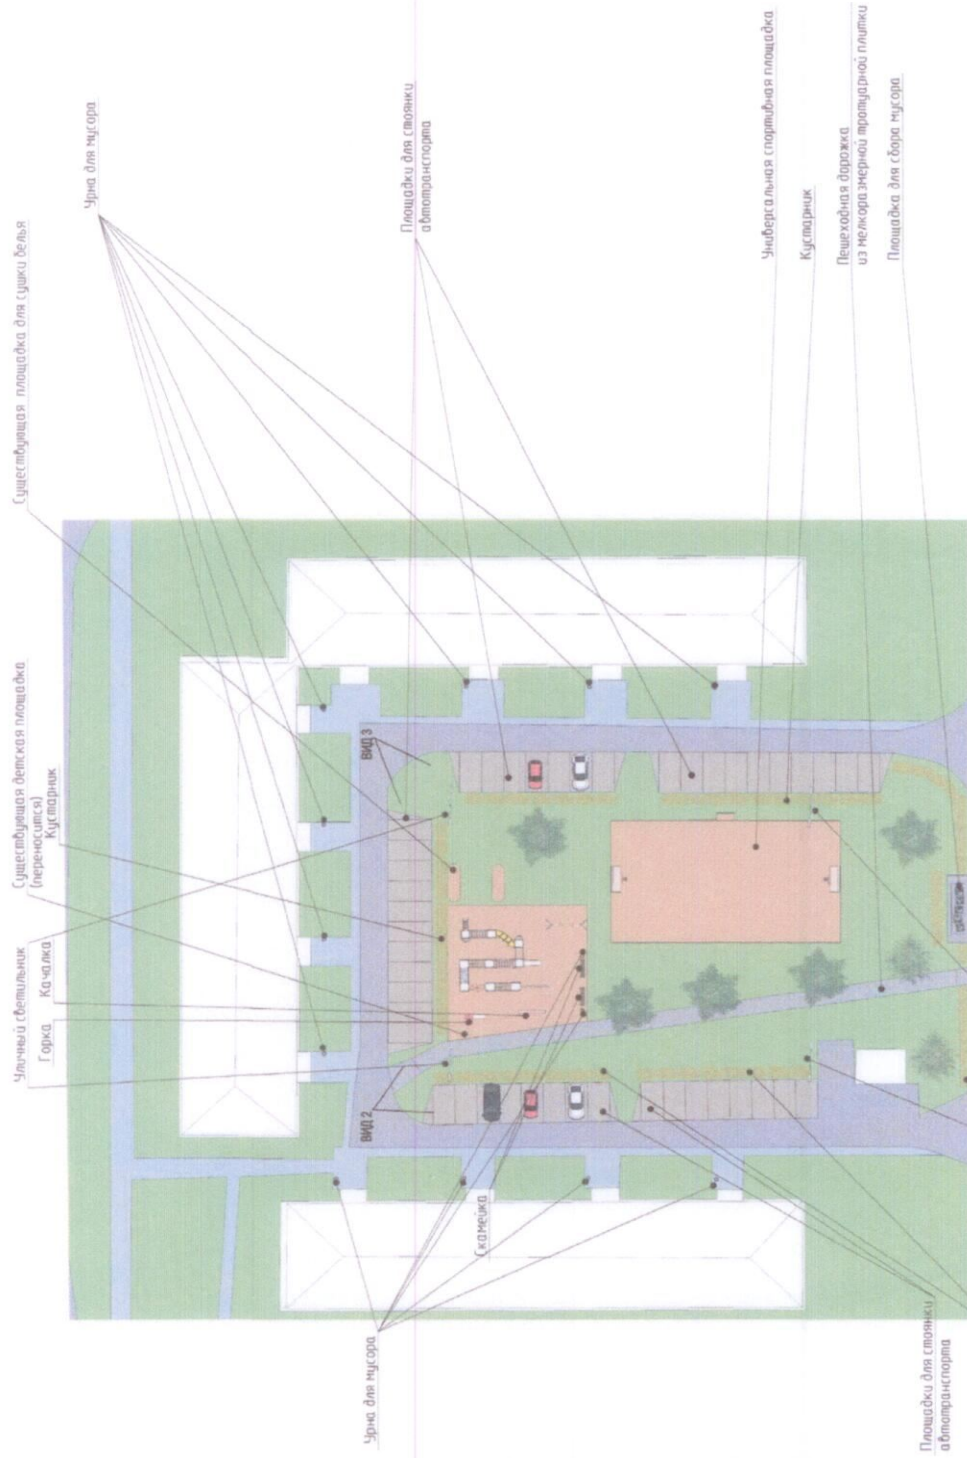 Урна для мусора
Существующая площадка для сушки белья
Площадки для стоянки
автотранспорта
Универсальная спортивная площадка
Кустарник
Пешеходная дорожка
из мелкоразмерной тротуарной плитки
Площадка для сбора мусора
Существующая детская площадка
(переносится)
Кустарник
Уличный светильник
Горка
Качалка
ВИД 3
ВИД 2
Скамейка
Урна для мусора
Площадки для стоянки
автотранспорта